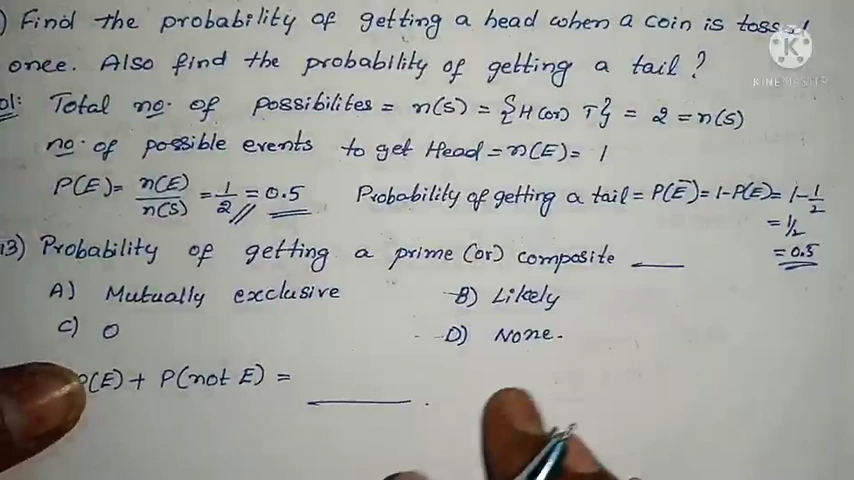 ) Find the probability of getting a head when a coin is tossed
once. Also find the probability of getting a tail?
ol: Total no. of possibilites = n(S) = {H (or) T} = 2 = n(S)
no. of possible events to get Head = n(E) = 1
P(E) = n(E)/n(S) = 1/2 = 0.5 Probability of getting a tail = P(E̅) = 1-P(E) = 1-1/2
= 1/2
= 0.5
13) Probability of getting a prime (or) composite ____
A) Mutually exclusive B) Likely
C) 0 D) None.
P(E) + P(not E) = ____.
K
KINEMASTER